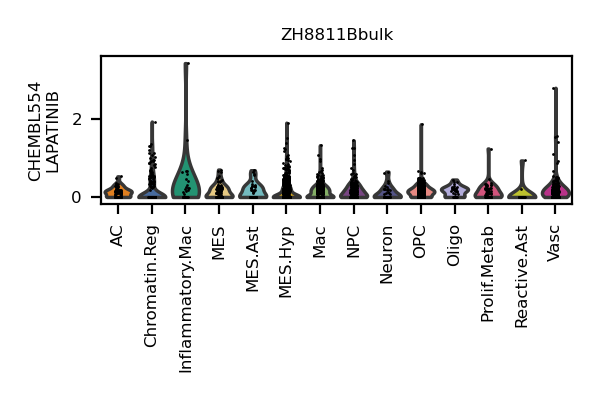 ZH8811Bbulk
CHEMBL554
LAPATINIB
2
0
AC
Chromatin.Reg
Inflammatory.Mac
MES
MES.Ast
MES.Hyp
Mac
NPC
Neuron
OPC
Oligo
Prolif.Metab
Reactive.Ast
Vasc